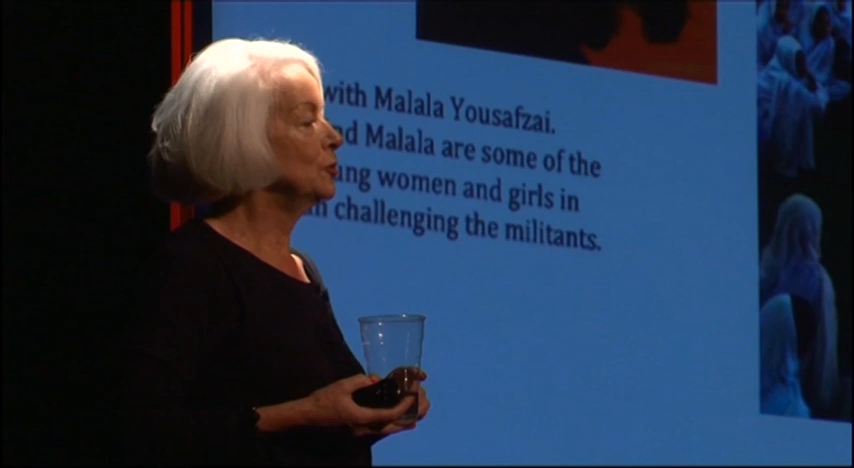 with Malala Yousafzai.
Malala are some of the
women and girls in
challenging the militants.